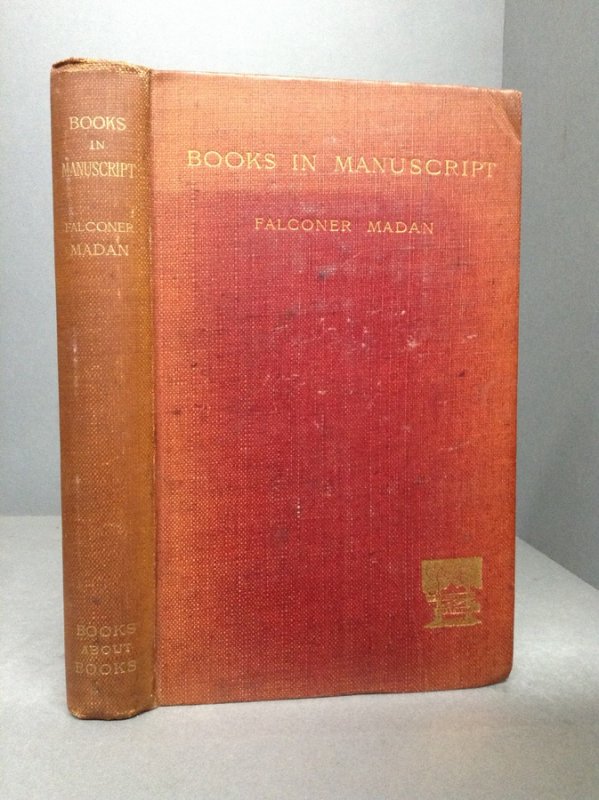 BOOKS
IN
MANUSCRIPT
FALCONER
MADAN
BOOKS
ABOUT
BOOKS
BOOKS IN MANUSCRIPT
FALCONER MADAN